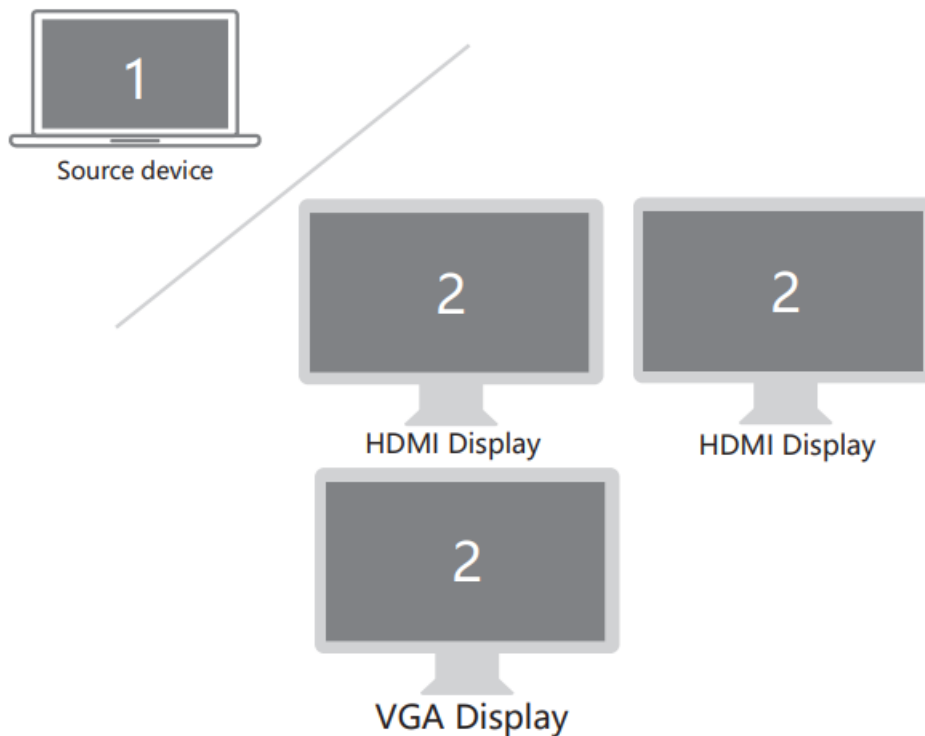 1
Source device
2
2
HDMI Display
HDMI Display
2
VGA Display